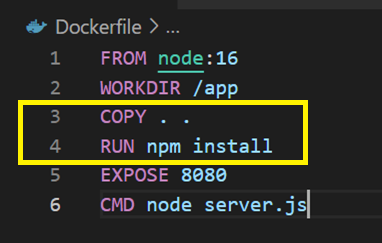 Dockerfile > ...
1 FROM node:16
2 WORKDIR /app
3 COPY . .
4 RUN npm install
5 EXPOSE 8080
6 CMD node server.js